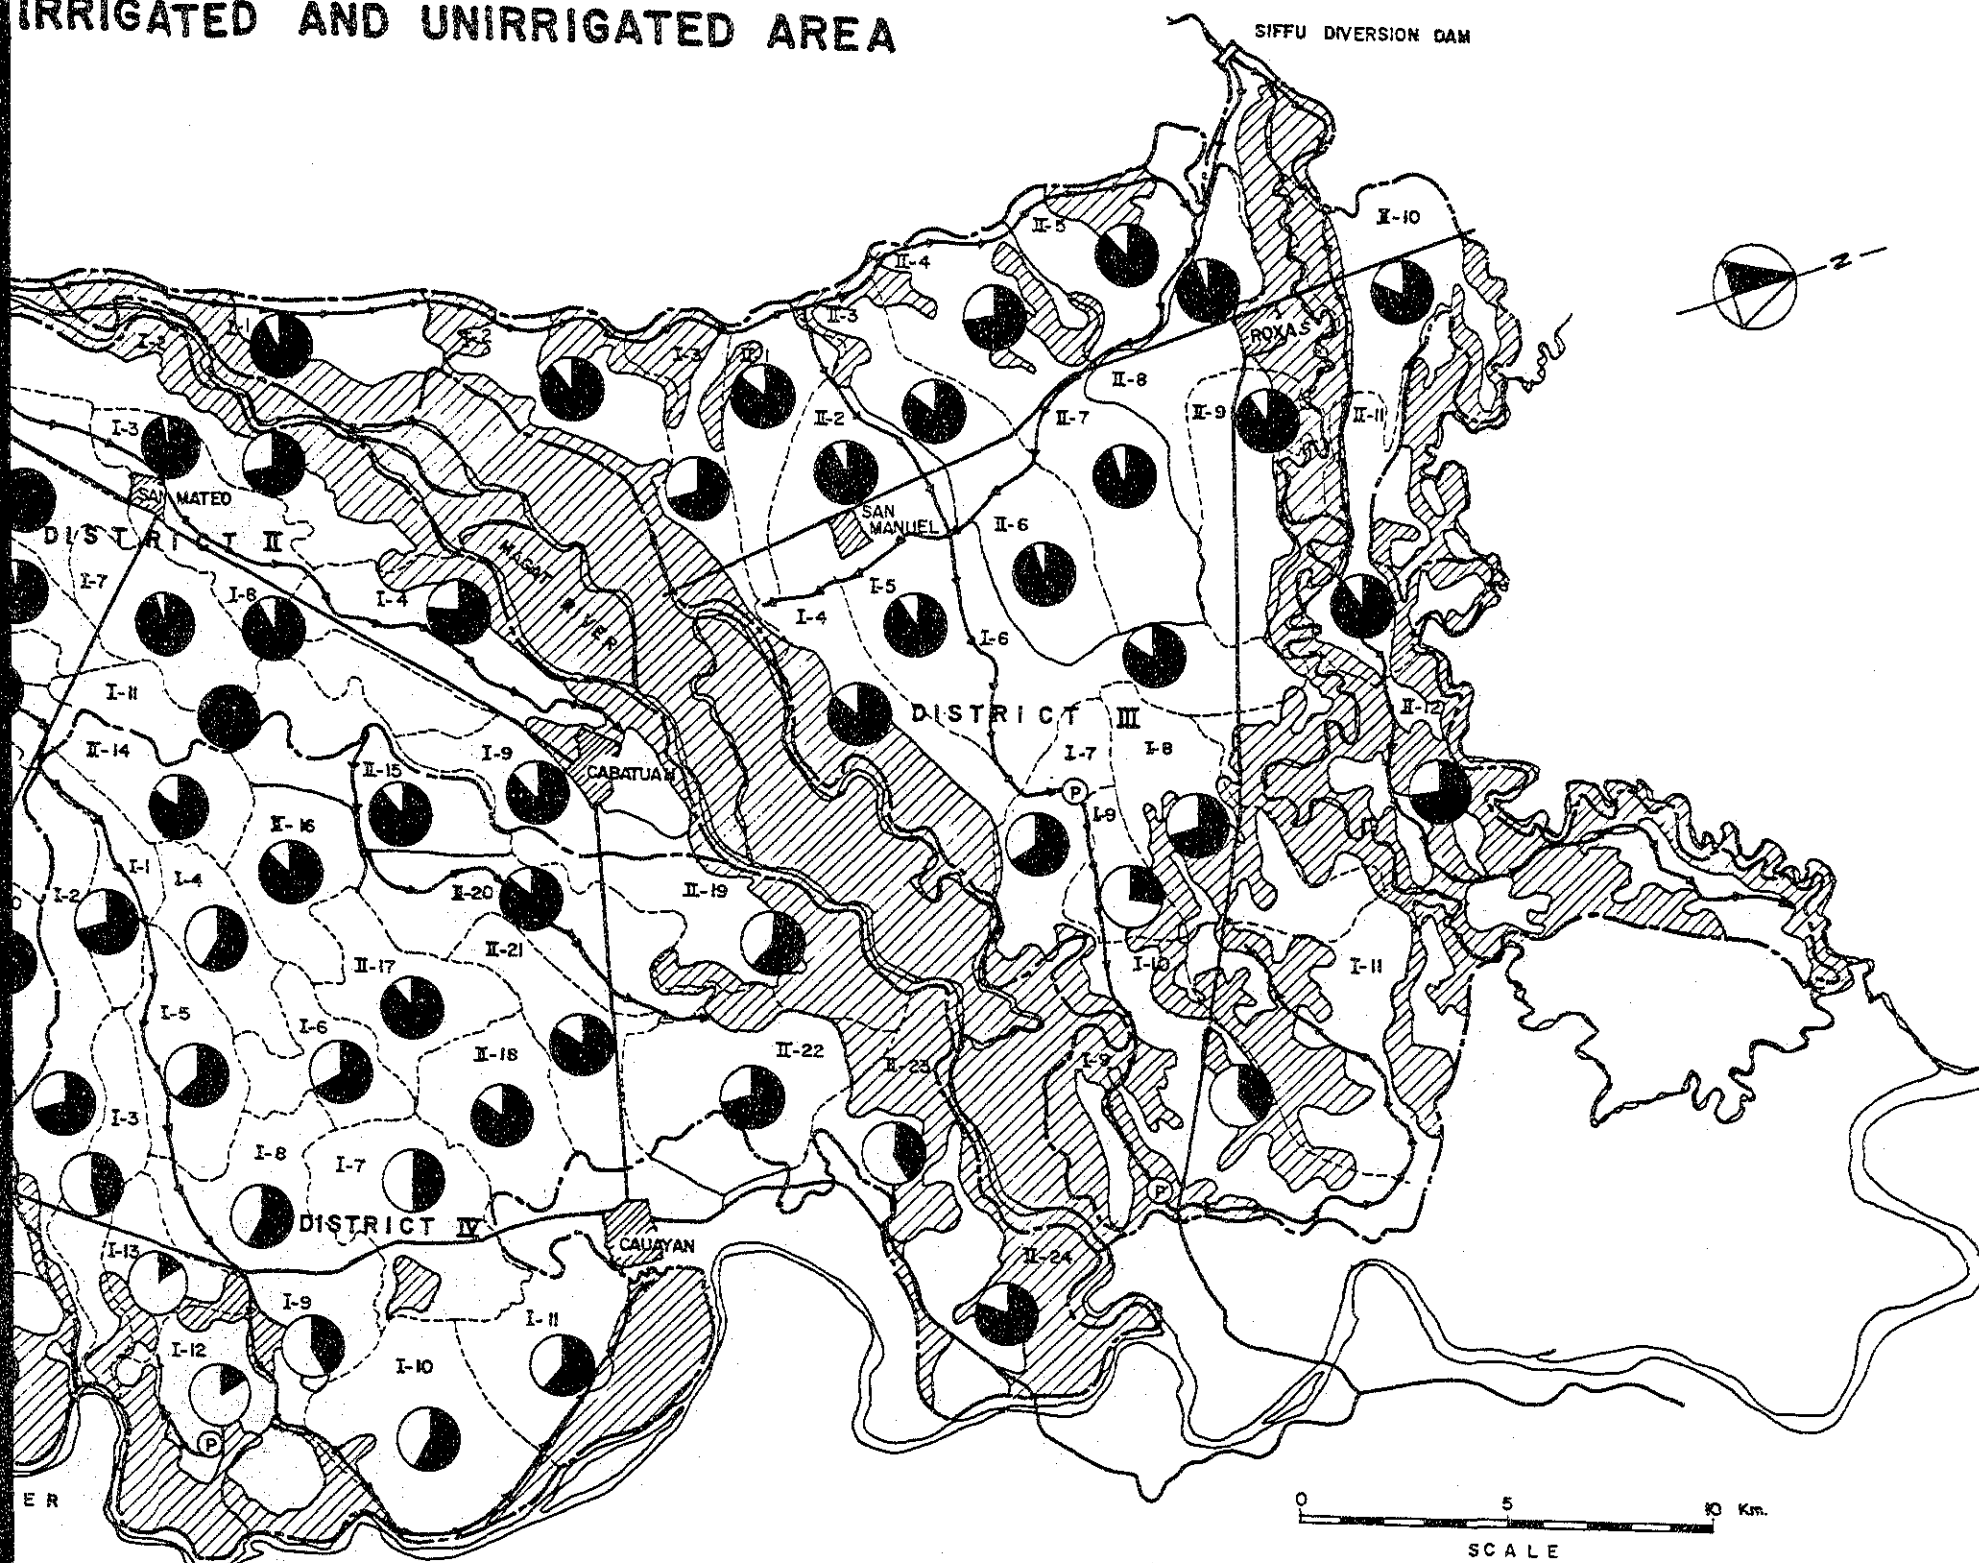 IRRIGATED AND UNIRRIGATED AREA
SIFFU DIVERSION DAM
II-10
II-5
II-4
N
II-3
ROXAS
I-1
I-2
I-3
II-1
II-8
II-2
II-7
II-9
II-11
I-3
SAN MATEO
SAN
MANUEL
II-6
DISTRICT II
MAGAT
RIVER
I-7
I-8
I-4
I-5
I-4
I-6
I-11
DISTRICT III
II-12
II-14
II-15
I-9
CABATUAN
I-7
I-8
P
I-9
II-16
I-1
I-4
I-2
II-20
II-19
II-21
II-17
I-10
I-11
I-5
I-6
II-18
II-22
II-23
I-9
I-3
I-8
I-7
P
DISTRICT IV
CAUAYAN
I-13
II-24
I-9
I-11
I-12
I-10
P
ER
0 5 10 Km.
SCALE